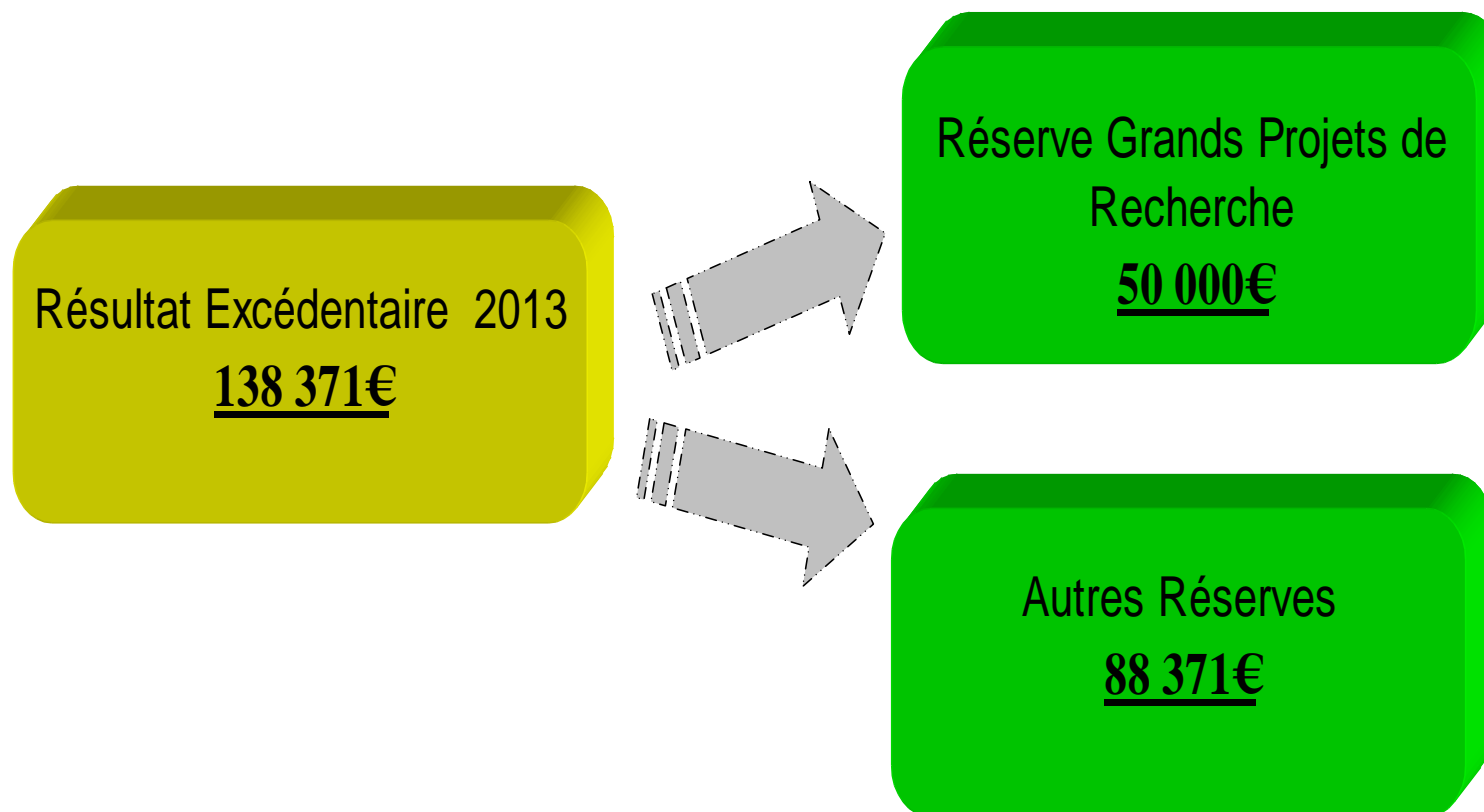 Résultat Excédentaire 2013
138 371€
Réserve Grands Projets de
Recherche
50 000€
Autres Réserves
88 371€